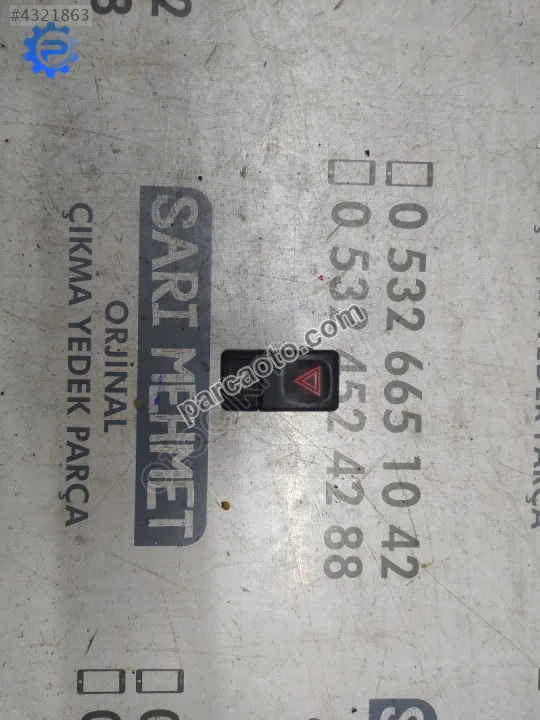 #4321863
SARI MEHMET
ORJİNAL
ÇIKMA YEDEK PARÇA
0 532 665 10 42
0 532 452 42 88
parcaoto.com